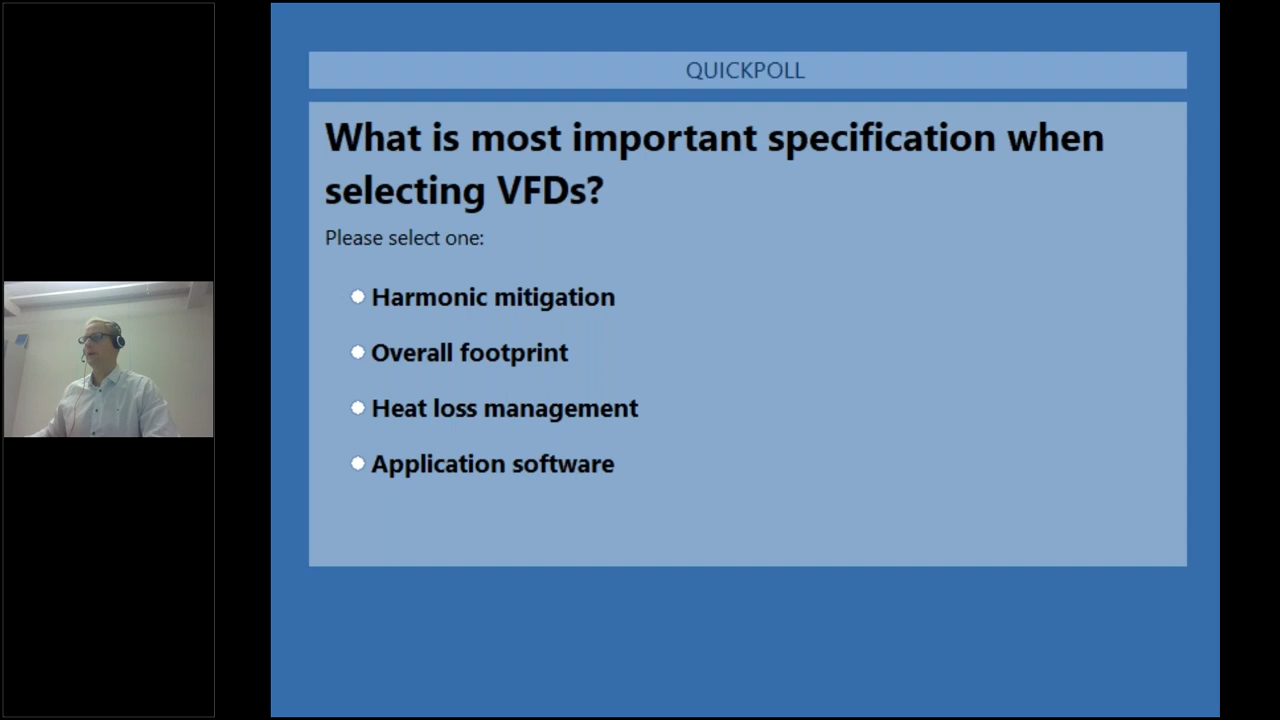 QUICKPOLL
What is most important specification when
selecting VFDs?
Please select one:
Harmonic mitigation
Overall footprint
Heat loss management
Application software